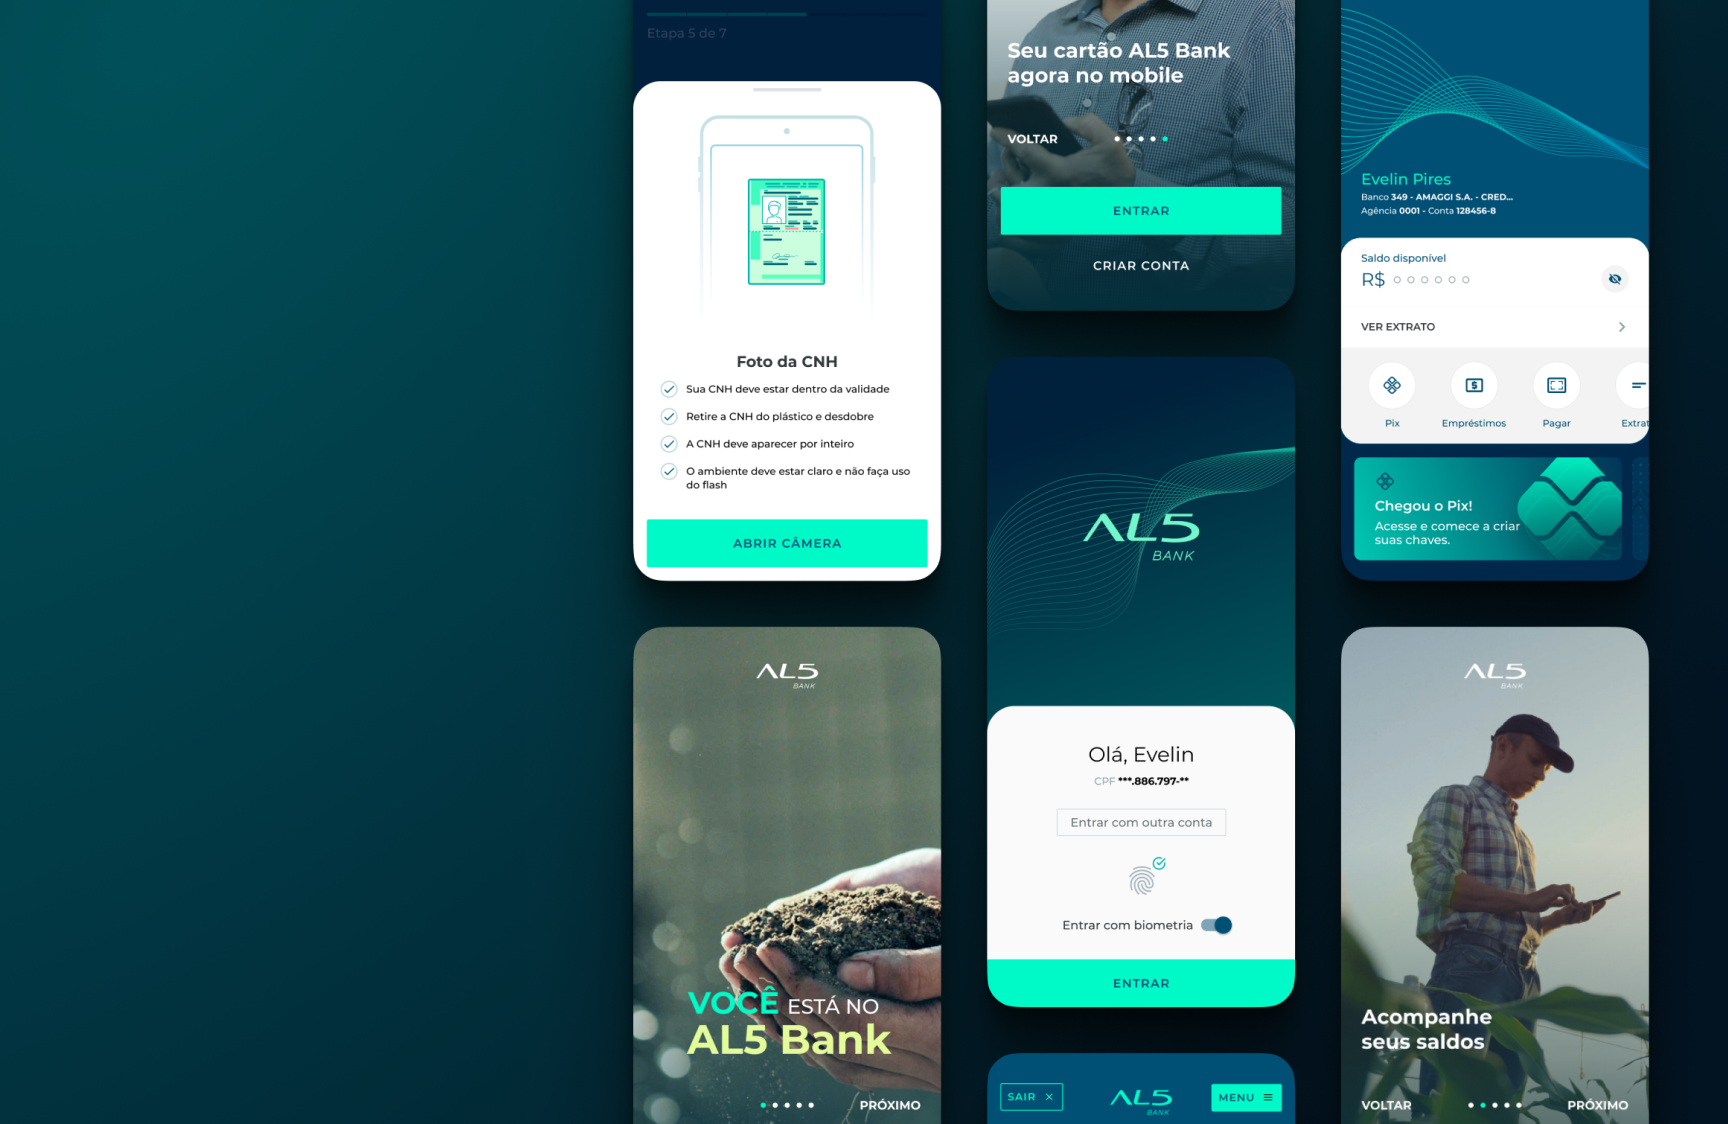 Etapa 5 de 7
Foto da CNH
Sua CNH deve estar dentro da validade
Retire a CNH do plástico e desdobre
A CNH deve aparecer por inteiro
O ambiente deve estar claro e não faça uso
do flash
ABRIR CÂMERA
AL5
BANK
VOCÊ ESTÁ NO
AL5 Bank
PRÓXIMO
Seu cartão AL5 Bank
agora no mobile
VOLTAR
ENTRAR
CRIAR CONTA
AL5
BANK
Olá, Evelin
CPF ***.886.797-**
Entrar com outra conta
Entrar com biometria
ENTRAR
SAIR
AL5
BANK
MENU
Evelin Pires
Banco 349 - AMAGGI S.A. - CRED...
Agência 0001 - Conta 128456-8
Saldo disponível
R$
VER EXTRATO
Pix
Empréstimos
Pagar
Extrat
Chegou o Pix!
Acesse e comece a criar
suas chaves.
AL5
BANK
Acompanhe
seus saldos
VOLTAR
PRÓXIMO